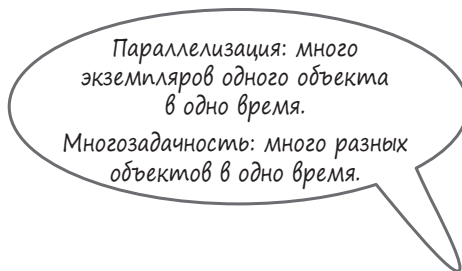 Параллелизация: много
экземпляров одного объекта
в одно время.
Многозадачность: много разных
объектов в одно время.